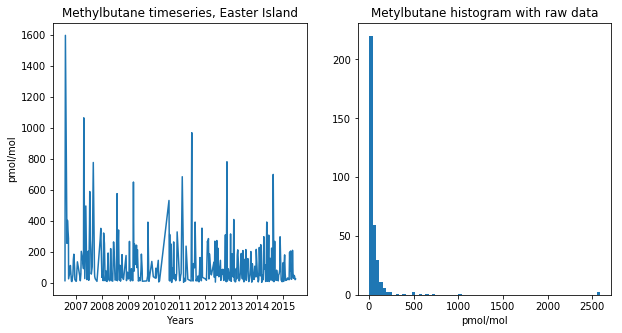 Methylbutane timeseries, Easter Island
pmol/mol
1600
1400
1200
1000
800
600
400
200
0
2007 2008 2009 2010 2011 2012 2013 2014 2015
Years
Metylbutane histogram with raw data
200
150
100
50
0
0 500 1000 1500 2000 2500
pmol/mol